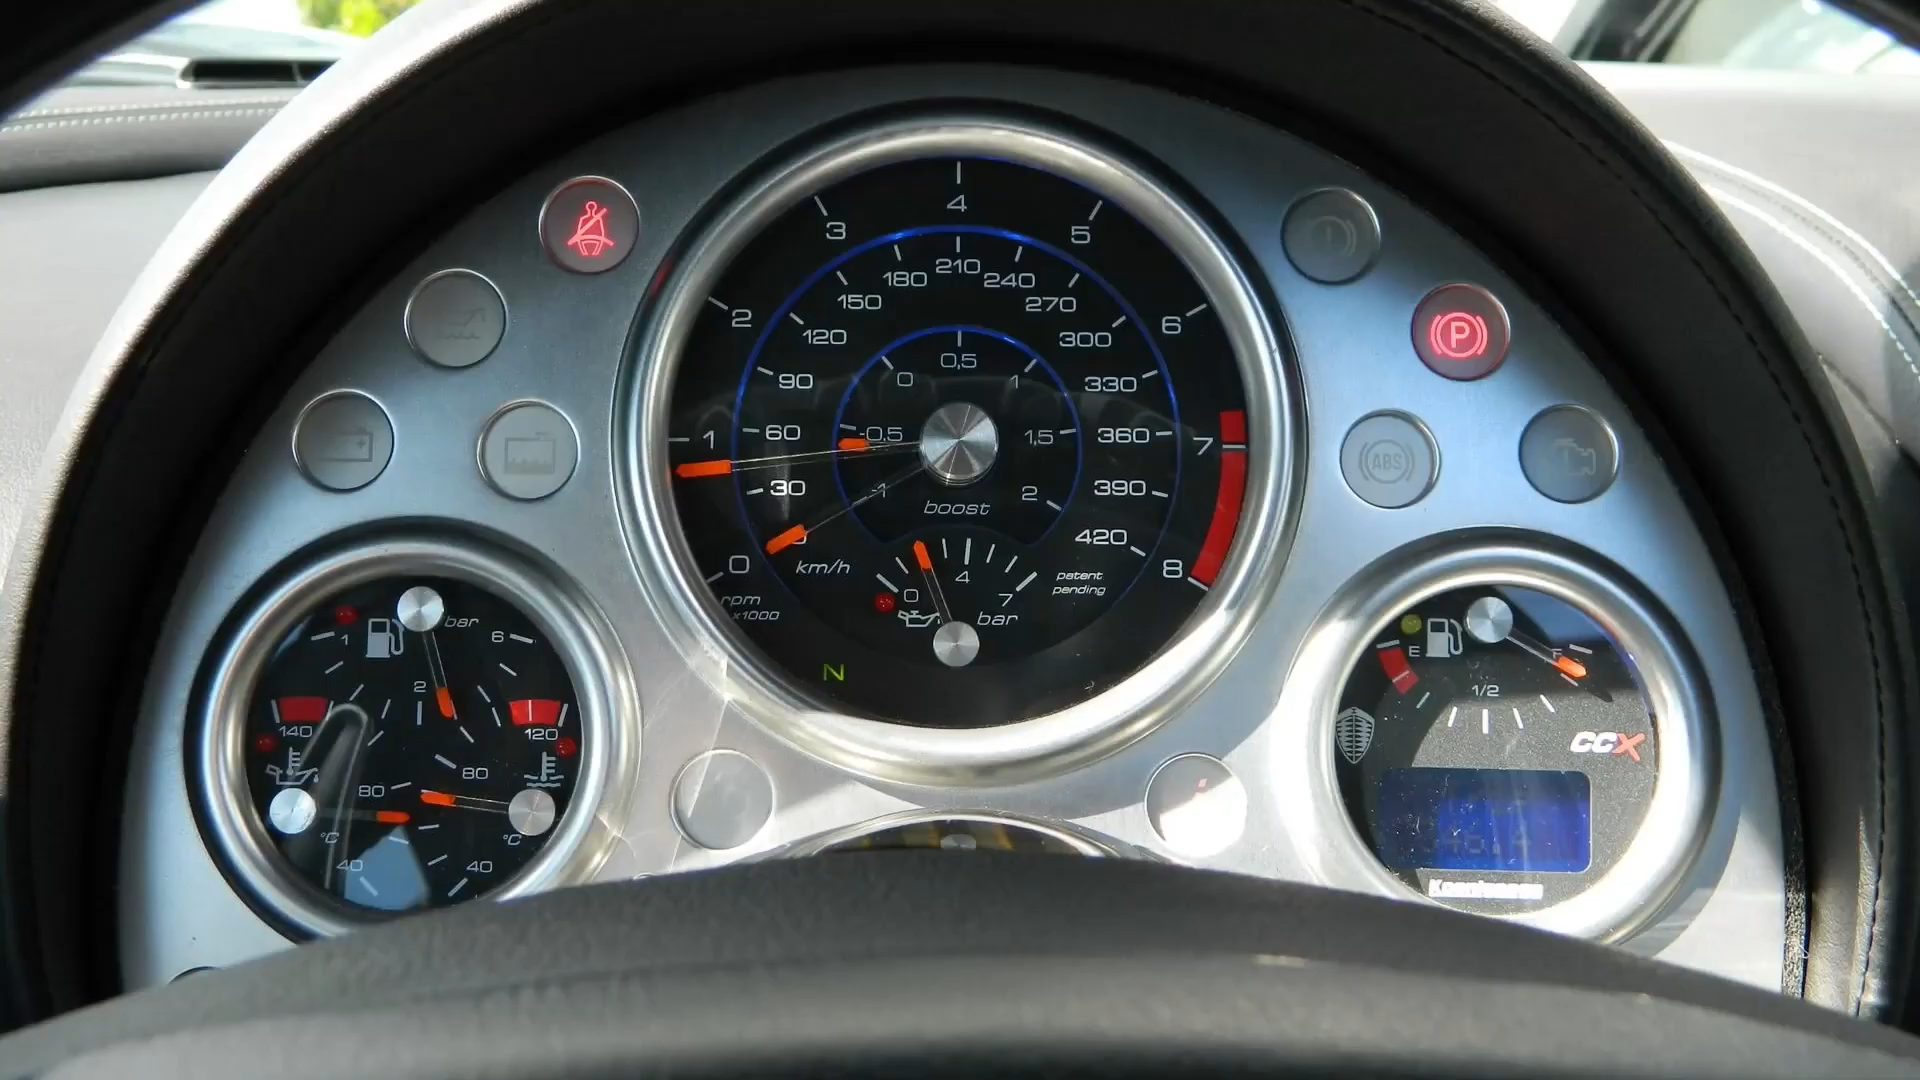 4
3
5
210
180
240
150
270
2
6
120
300
0,5
0
1
90
330
1
60
-0,5
1,5
360
7
30
-1
2
390
boost
420
0
km/h
4
8
patent
pending
rpm
x1000
0
7
bar
N
P
ABS
bar
1
6
2
140
120
80
80
°C
°C
40
40
E
F
1/2
CCX